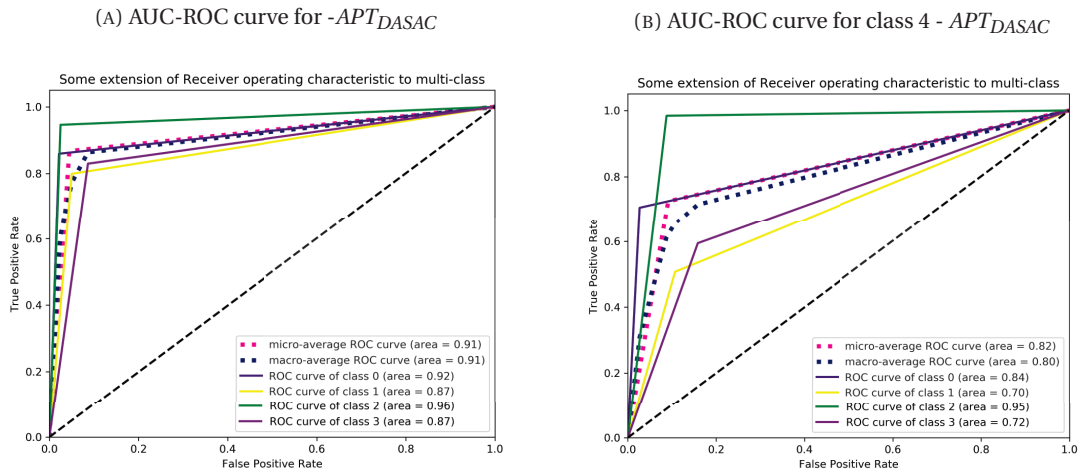 (A) AUC-ROC curve for -APT_DASAC
(B) AUC-ROC curve for class 4 - APT_DASAC
Some extension of Receiver operating characteristic to multi-class
True Positive Rate
1.0
0.8
0.6
0.4
0.2
0.0
micro-average ROC curve (area = 0.91)
macro-average ROC curve (area = 0.91)
ROC curve of class 0 (area = 0.92)
ROC curve of class 1 (area = 0.87)
ROC curve of class 2 (area = 0.96)
ROC curve of class 3 (area = 0.87)
0.0 0.2 0.4 0.6 0.8 1.0
False Positive Rate
Some extension of Receiver operating characteristic to multi-class
True Positive Rate
1.0
0.8
0.6
0.4
0.2
0.0
micro-average ROC curve (area = 0.82)
macro-average ROC curve (area = 0.80)
ROC curve of class 0 (area = 0.84)
ROC curve of class 1 (area = 0.70)
ROC curve of class 2 (area = 0.95)
ROC curve of class 3 (area = 0.72)
0.0 0.2 0.4 0.6 0.8 1.0
False Positive Rate